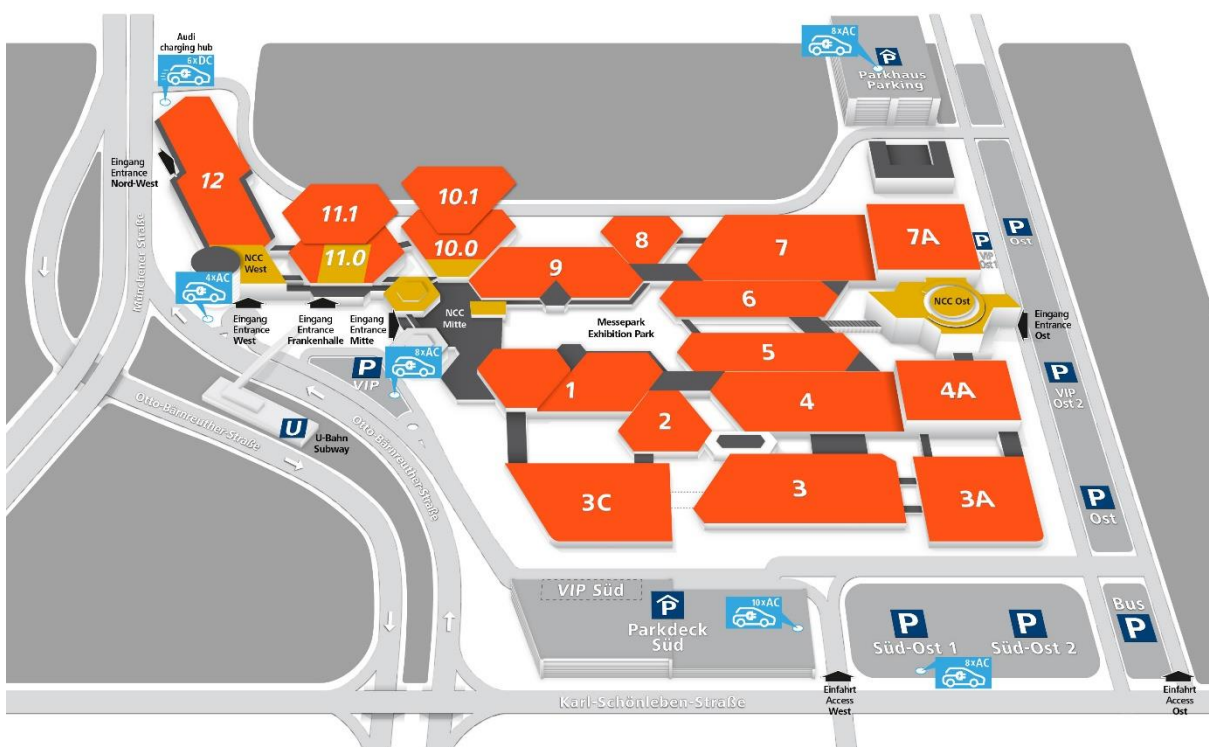 Audi
charging hub
6xDC
8xAC
P
Parkhaus
Parking
Eingang
Entrance
Nord-West
12
11.1
10.1
11.0
10.0
9
8
7
7A
P
Ost
P
VIP
Ost 1
NCC
West
4xAC
Münchener Straße
Eingang
Entrance
West
Eingang
Entrance
Frankenhalle
Eingang
Entrance
Mitte
NCC
Mitte
Messepark
Exhibition Park
6
NCC Ost
Eingang
Entrance
Ost
5
P
VIP
8xAC
1
2
4
4A
P
VIP
Ost 2
Otto-Bärnreuther-Straße
U
U-Bahn
Subway
Otto-Bärnreuther-Straße
3C
3
3A
P
Ost
VIP Süd
P
Parkdeck
Süd
10xAC
P
Süd-Ost 1
P
Süd-Ost 2
8xAC
Bus
P
Karl-Schönleben-Straße
Einfahrt
Access
West
Einfahrt
Access
Ost